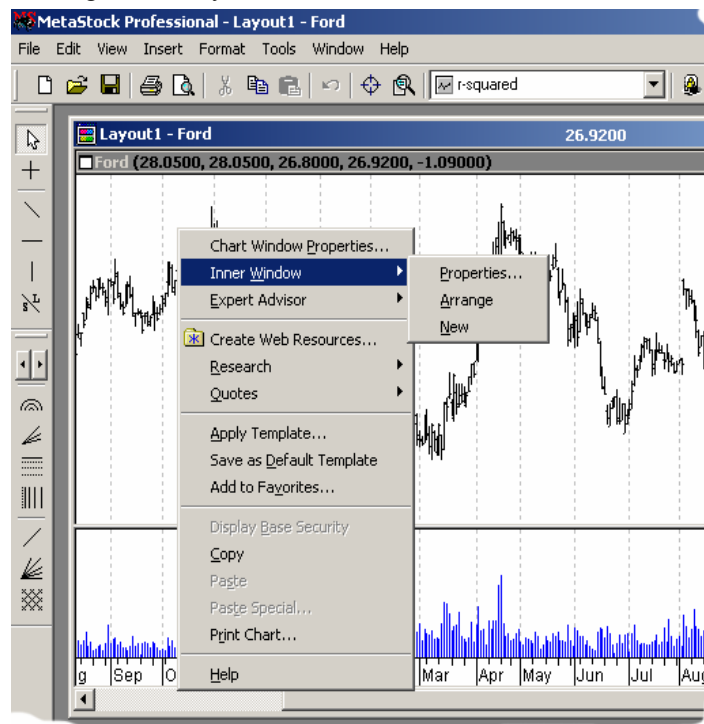 MetaStock Professional - Layout1 - Ford
File Edit View Insert Format Tools Window Help
r-squared
Layout1 - Ford 26.9200
Ford (28.0500, 28.0500, 26.8000, 26.9200, -1.09000)
Chart Window Properties...
Inner Window
Expert Advisor
Create Web Resources...
Research
Quotes
Apply Template...
Save as Default Template
Add to Favorites...
Display Base Security
Copy
Paste
Paste Special...
Print Chart...
Help
Properties...
Arrange
New
g Sep O Mar Apr May Jun Jul Aug